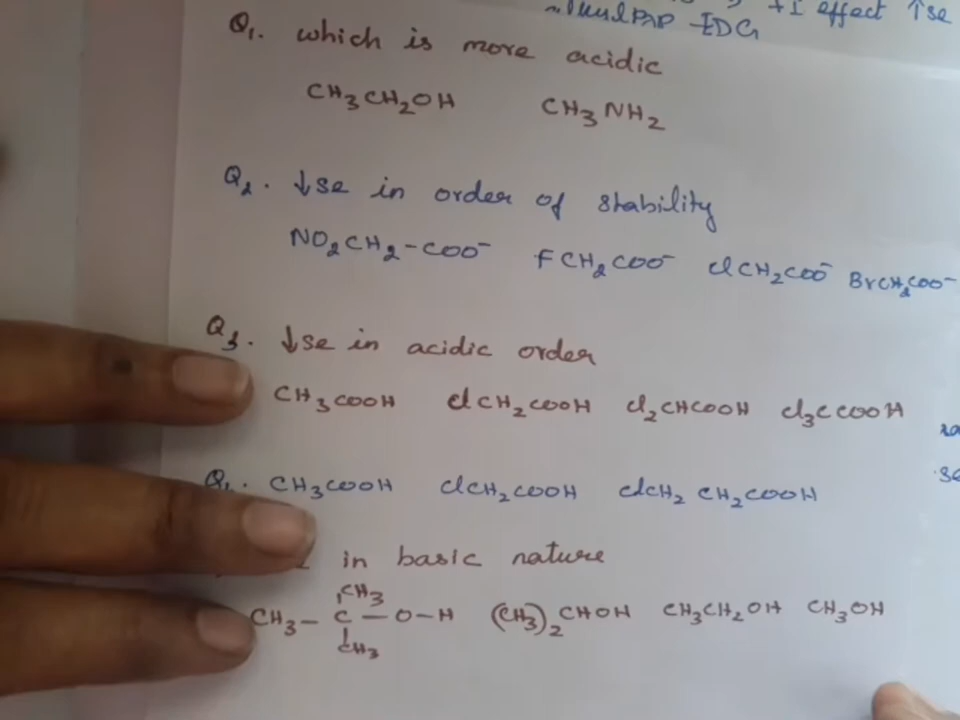 +I effect ↑se
EDG
Q1. which is more acidic
CH3CH2OH CH3NH2
Q2. ↓se in order of stability
NO2CH2-COO⁻ FCH2COO⁻ ClCH2COO⁻ BrCH2COO⁻
Q3. ↓se in acidic order
CH3COOH ClCH2COOH Cl2CHCOOH Cl3CCOOH
CH3COOH ClCH2COOH ClCH2CH2COOH
in basic nature
CH3
CH3-C-O-H (CH3)2CHOH CH3CH2OH CH3OH
CH3